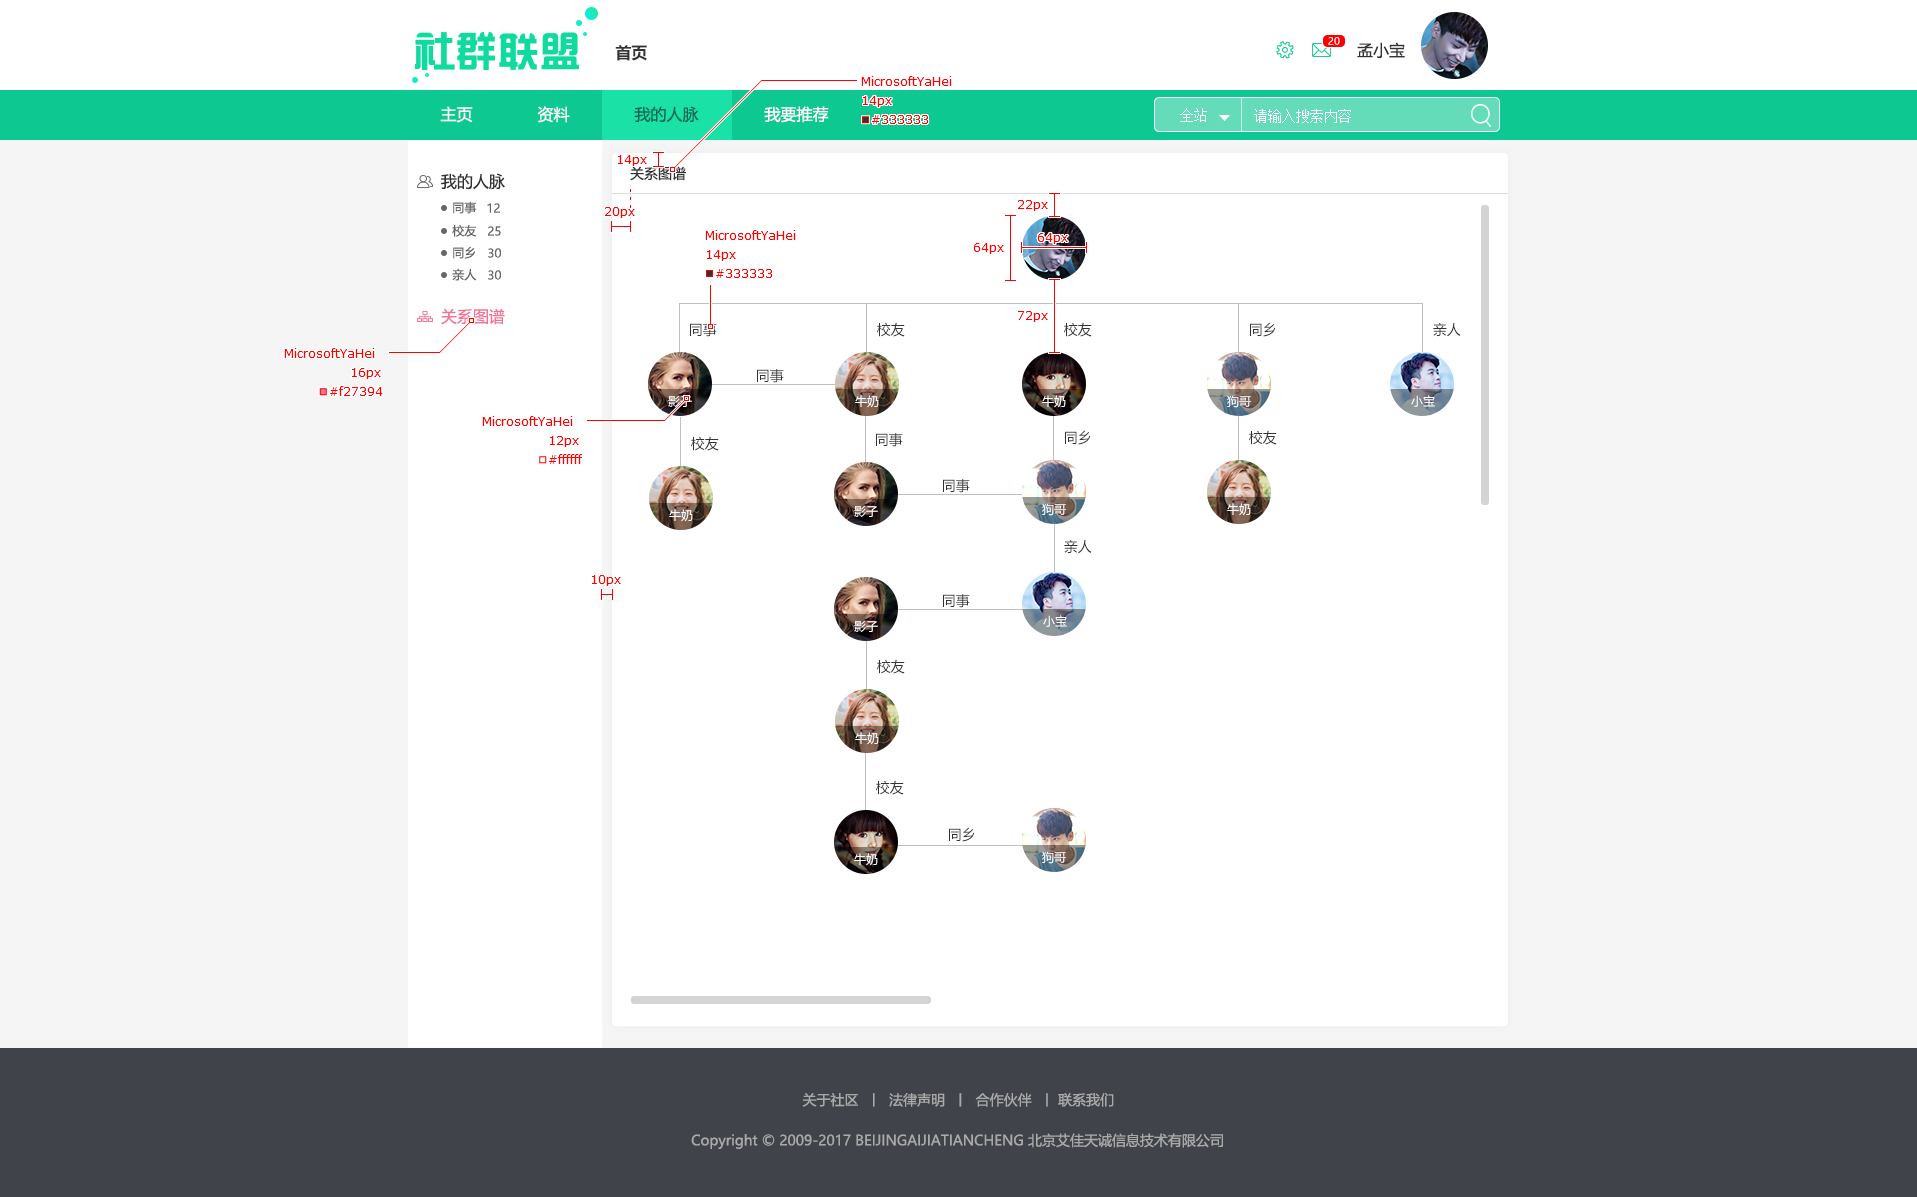 社群联盟
首页
20
孟小宝
主页
资料
我的人脉
我要推荐
全站
请输入搜索内容
MicrosoftYaHei
14px
#333333
我的人脉
同事 12
校友 25
同乡 30
亲人 30
关系图谱
MicrosoftYaHei
16px
#f27394
14px
关系图谱
20px
22px
64px
64px
MicrosoftYaHei
14px
#333333
72px
同事
校友
校友
同乡
亲人
影子
同事
牛奶
牛奶
狗哥
小宝
MicrosoftYaHei
12px
#ffffff
校友
同事
同乡
校友
牛奶
影子
同事
狗哥
牛奶
亲人
10px
影子
同事
小宝
校友
牛奶
校友
牛奶
同乡
狗哥
关于社区 | 法律声明 | 合作伙伴 | 联系我们
Copyright © 2009-2017 BEIJINGAIJIATIANCHENG 北京艾佳天诚信息技术有限公司